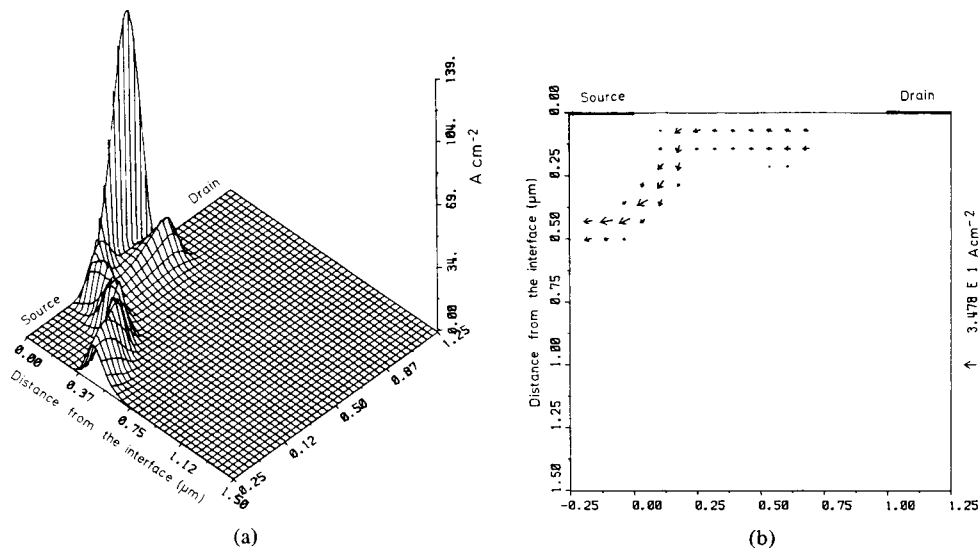 139.
104.
69.
34.
0.00
A cm-2
Drain
Source
0.00
0.37
0.75
1.12
1.50
Distance from the interface (µm)
0.25
0.12
0.50
0.87
1.25
(a)
Source
Drain
0.00
0.25
0.50
0.75
1.00
1.25
1.50
Distance from the interface (µm)
-0.25
0.00
0.25
0.50
0.75
1.00
1.25
↑ 3.478 E 1 Acm-2
(b)